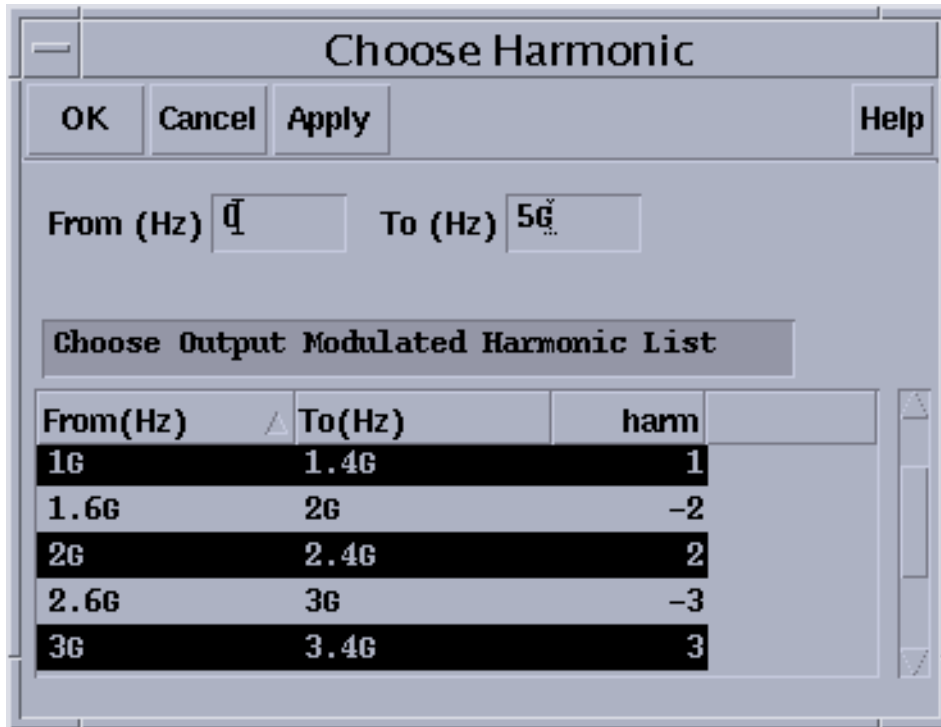 Choose Harmonic
OK Cancel Apply Help
From (Hz) 0 To (Hz) 5G
Choose Output Modulated Harmonic List
From(Hz) To(Hz) harm
1G 1.4G 1
1.6G 2G -2
2G 2.4G 2
2.6G 3G -3
3G 3.4G 3